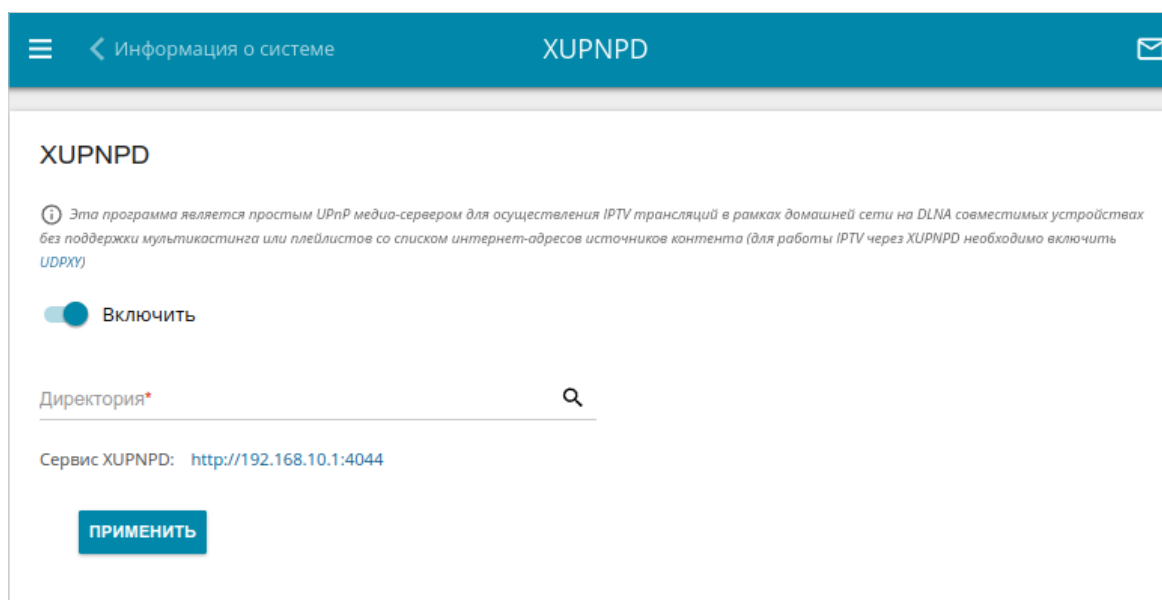 Информация о системе
XUPNPD
XUPNPD
Эта программа является простым UPnP медиа-сервером для осуществления IPTV трансляций в рамках домашней сети на DLNA совместимых устройствах
без поддержки мультикастинга или плейлистов со списком интернет-адресов источников контента (для работы IPTV через XUPNPD необходимо включить
UDPXY)
Включить
Директория*
Сервис XUPNPD: http://192.168.10.1:4044
ПРИМЕНИТЬ